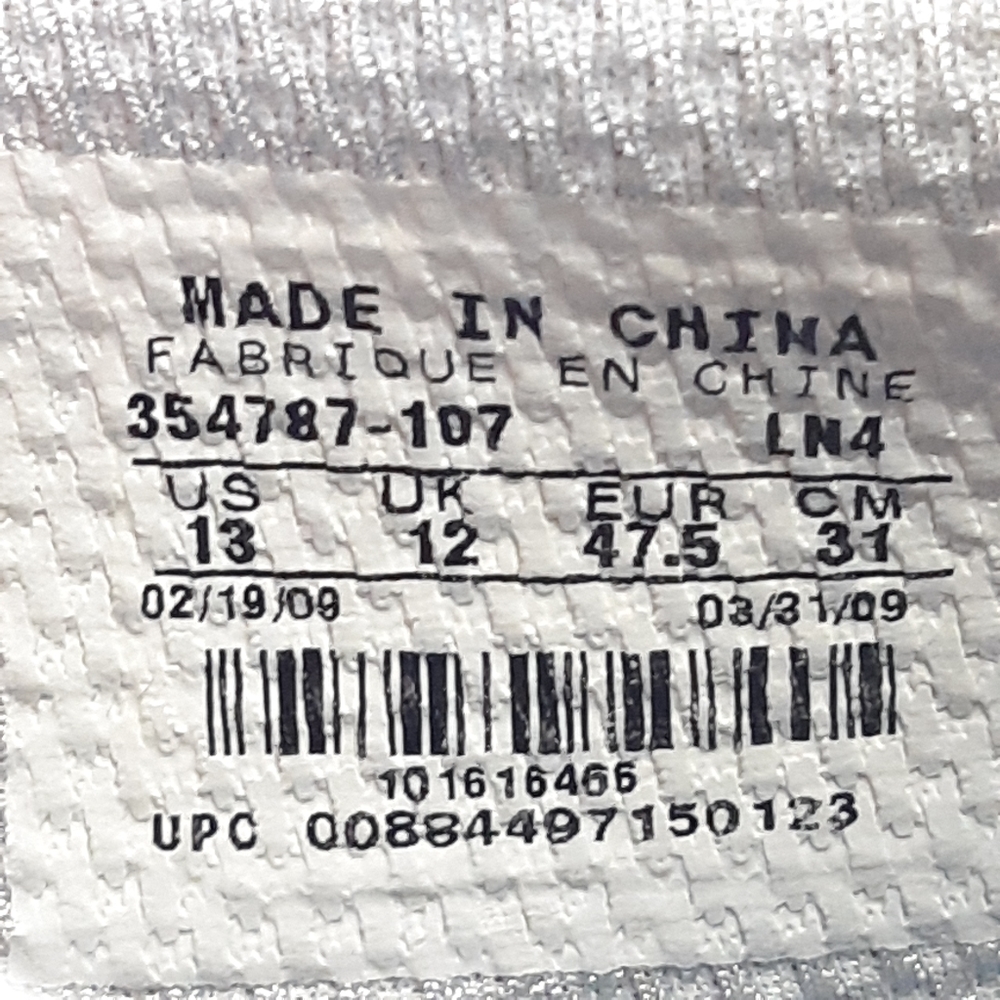 MADE IN CHINA
FABRIQUE EN CHINE
354787-107 LN4
US UK EUR CM
13 12 47.5 31
02/19/09 03/31/09
101616466
UPC 00884497150123